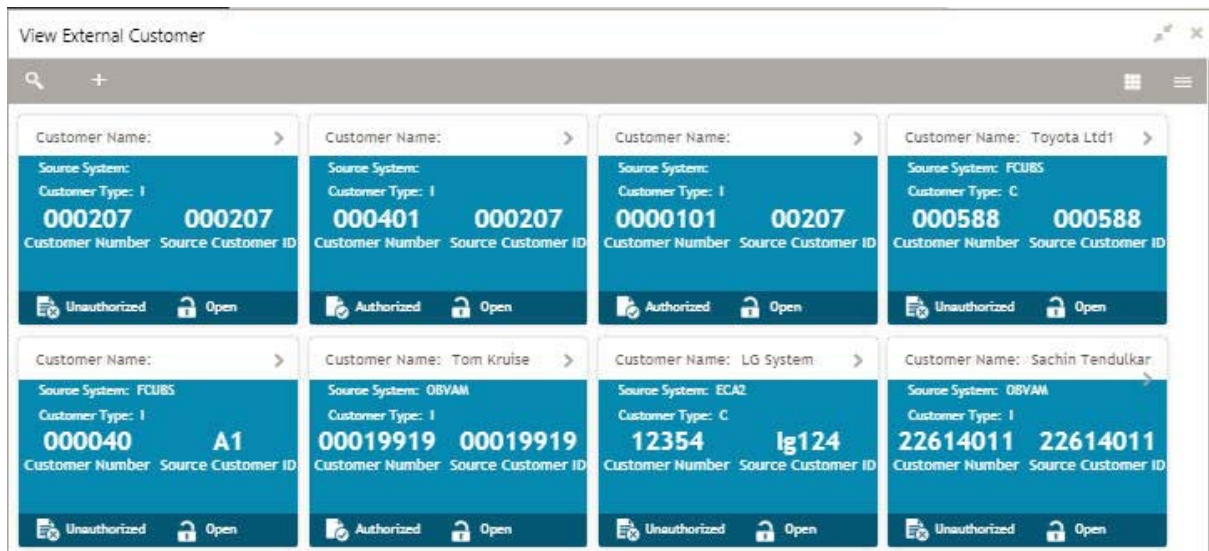 View External Customer
Customer Name:
Source System:
Customer Type: I
000207 000207
Customer Number Source Customer ID
Unauthorized Open
Customer Name:
Source System:
Customer Type: I
000401 000207
Customer Number Source Customer ID
Authorized Open
Customer Name:
Source System:
Customer Type: I
0000101 00207
Customer Number Source Customer ID
Authorized Open
Customer Name: Toyota Ltd1
Source System: FCUBS
Customer Type: C
000588 000588
Customer Number Source Customer ID
Unauthorized Open
Customer Name:
Source System: FCUBS
Customer Type: I
000040 A1
Customer Number Source Customer ID
Unauthorized Open
Customer Name: Tom Kruise
Source System: OBVAM
Customer Type: I
00019919 00019919
Customer Number Source Customer ID
Authorized Open
Customer Name: LG System
Source System: ECA2
Customer Type: C
12354 lg124
Customer Number Source Customer ID
Unauthorized Open
Customer Name: Sachin Tendulkar
Source System: OBVAM
Customer Type: I
22614011 22614011
Customer Number Source Customer ID
Unauthorized Open